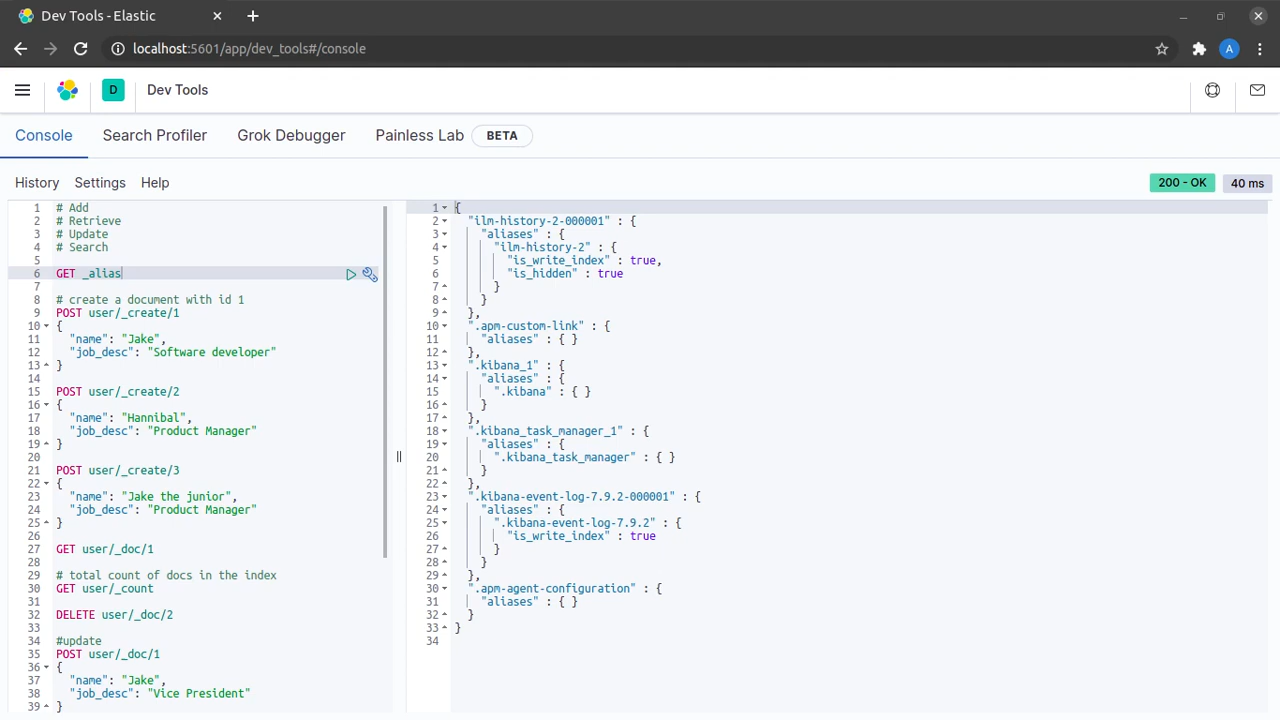 Dev Tools - Elastic
localhost:5601/app/dev_tools#/console
A
D
Dev Tools
Console Search Profiler Grok Debugger Painless Lab BETA
History Settings Help
200 - OK 40 ms
1 # Add
2 # Retrieve
3 # Update
4 # Search
5
6 GET _alias
7
8 # create a document with id 1
9 POST user/_create/1
10 {
11 "name": "Jake",
12 "job_desc": "Software developer"
13 }
14
15 POST user/_create/2
16 {
17 "name": "Hannibal",
18 "job_desc": "Product Manager"
19 }
20
21 POST user/_create/3
22 {
23 "name": "Jake the junior",
24 "job_desc": "Product Manager"
25 }
26
27 GET user/_doc/1
28
29 # total count of docs in the index
30 GET user/_count
31
32 DELETE user/_doc/2
33
34 #update
35 POST user/_doc/1
36 {
37 "name": "Jake",
38 "job_desc": "Vice President"
39 }
1 {
2 "ilm-history-2-000001" : {
3 "aliases" : {
4 "ilm-history-2" : {
5 "is_write_index" : true,
6 "is_hidden" : true
7 }
8 }
9 },
10 ".apm-custom-link" : {
11 "aliases" : { }
12 },
13 ".kibana_1" : {
14 "aliases" : {
15 ".kibana" : { }
16 }
17 },
18 ".kibana_task_manager_1" : {
19 "aliases" : {
20 ".kibana_task_manager" : { }
21 }
22 },
23 ".kibana-event-log-7.9.2-000001" : {
24 "aliases" : {
25 ".kibana-event-log-7.9.2" : {
26 "is_write_index" : true
27 }
28 }
29 },
30 ".apm-agent-configuration" : {
31 "aliases" : { }
32 }
33 }
34